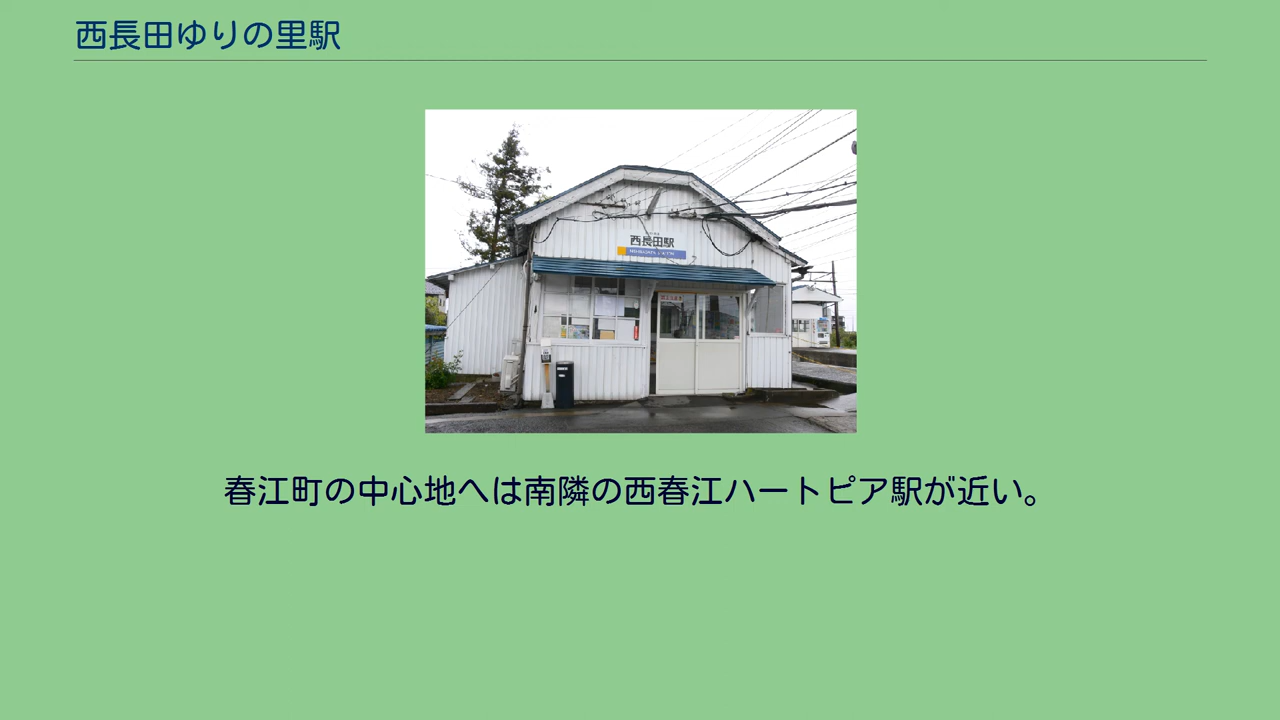 西長田ゆりの里駅
西長田駅
春江町の中心地へは南隣の西春江ハートピア駅が近い。